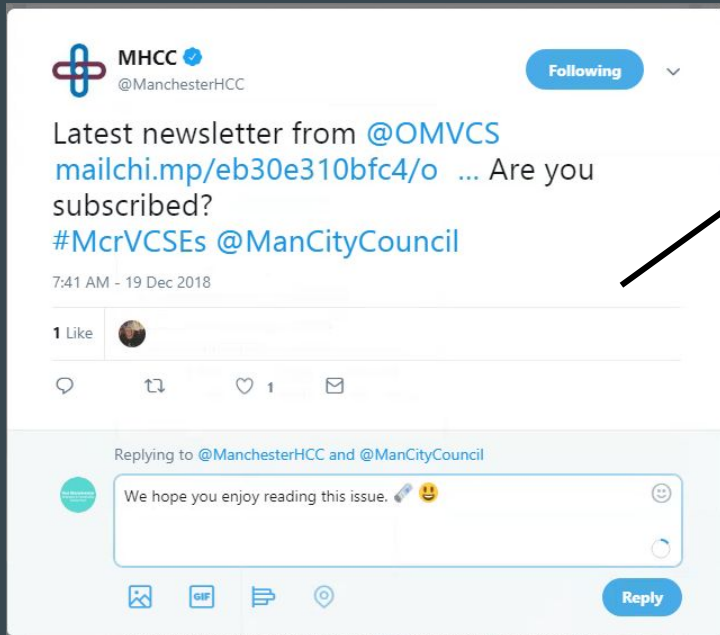 MHCC
@ManchesterHCC
Following
Latest newsletter from @OMVCS
mailchi.mp/eb30e310bfc4/o ... Are you
subscribed?
#McrVCSEs @ManCityCouncil
7:41 AM - 19 Dec 2018
1 Like
1
Replying to @ManchesterHCC and @ManCityCouncil
We hope you enjoy reading this issue. 🗞️ 😃
GIF
Reply